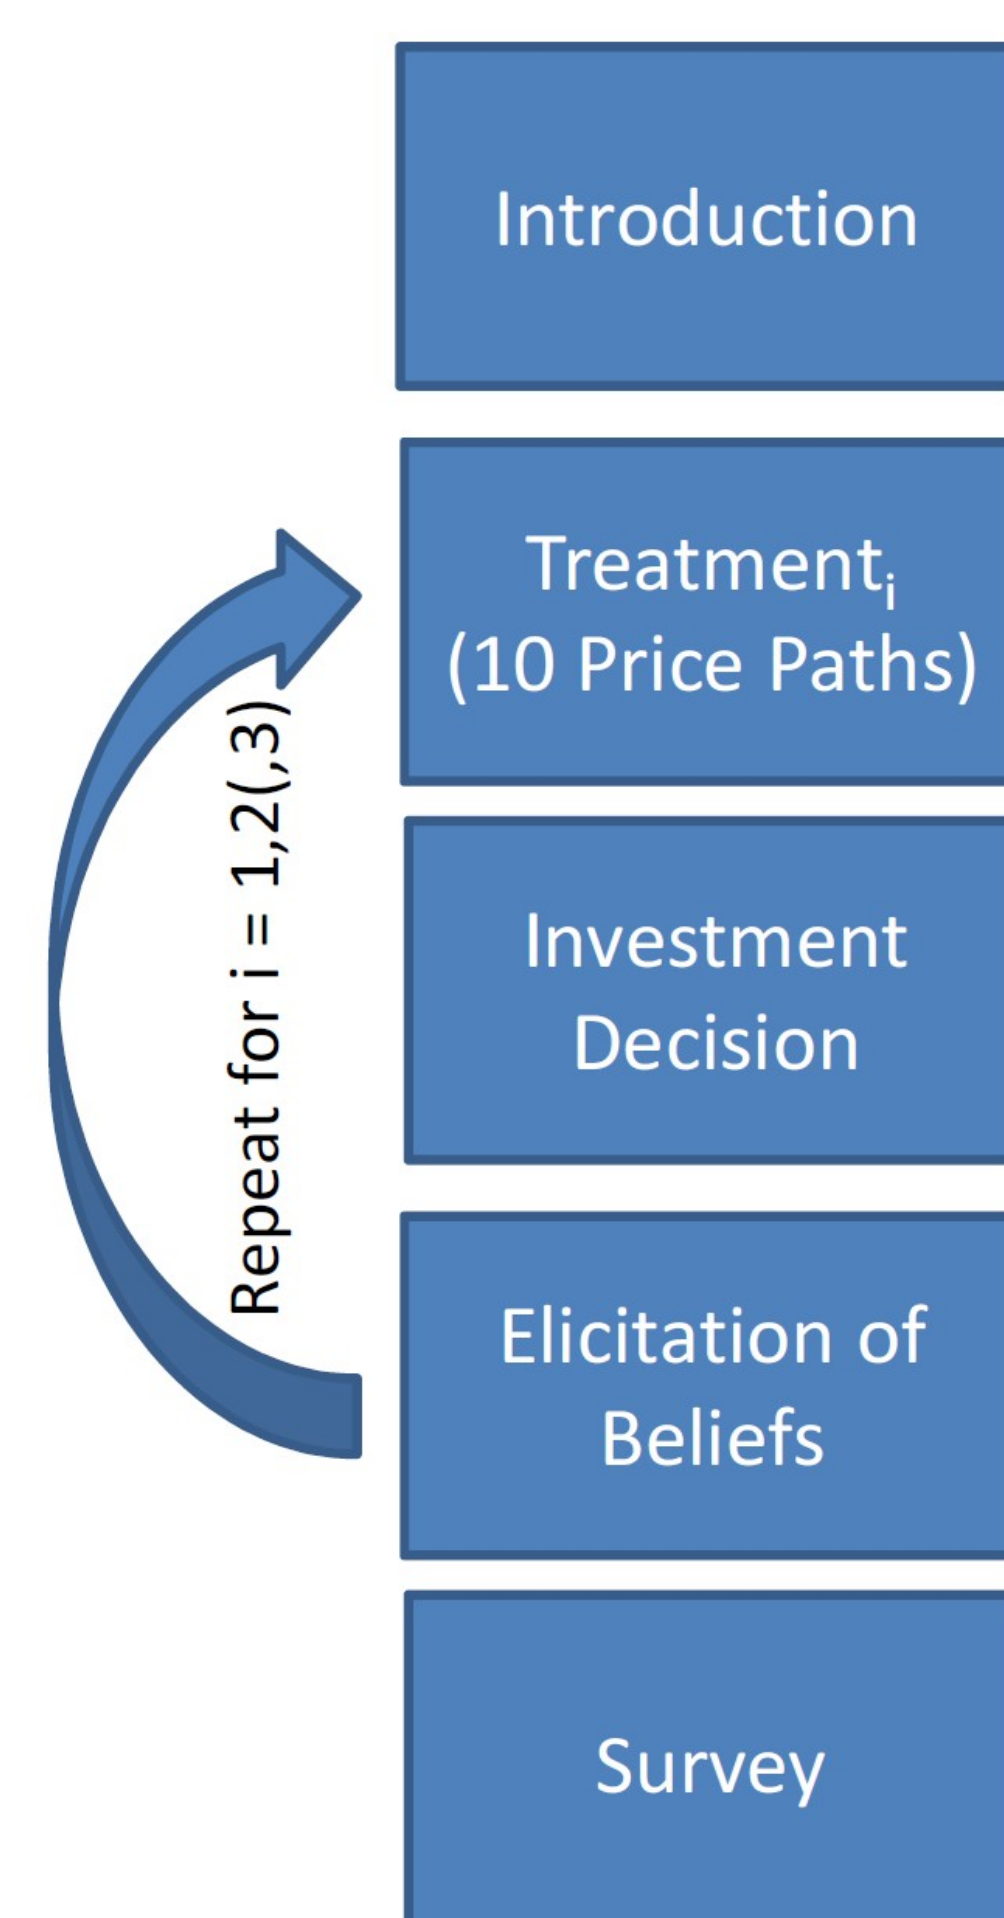 Introduction
Treatmentᵢ
(10 Price Paths)
Repeat for i = 1,2(,3)
Investment
Decision
Elicitation of
Beliefs
Survey